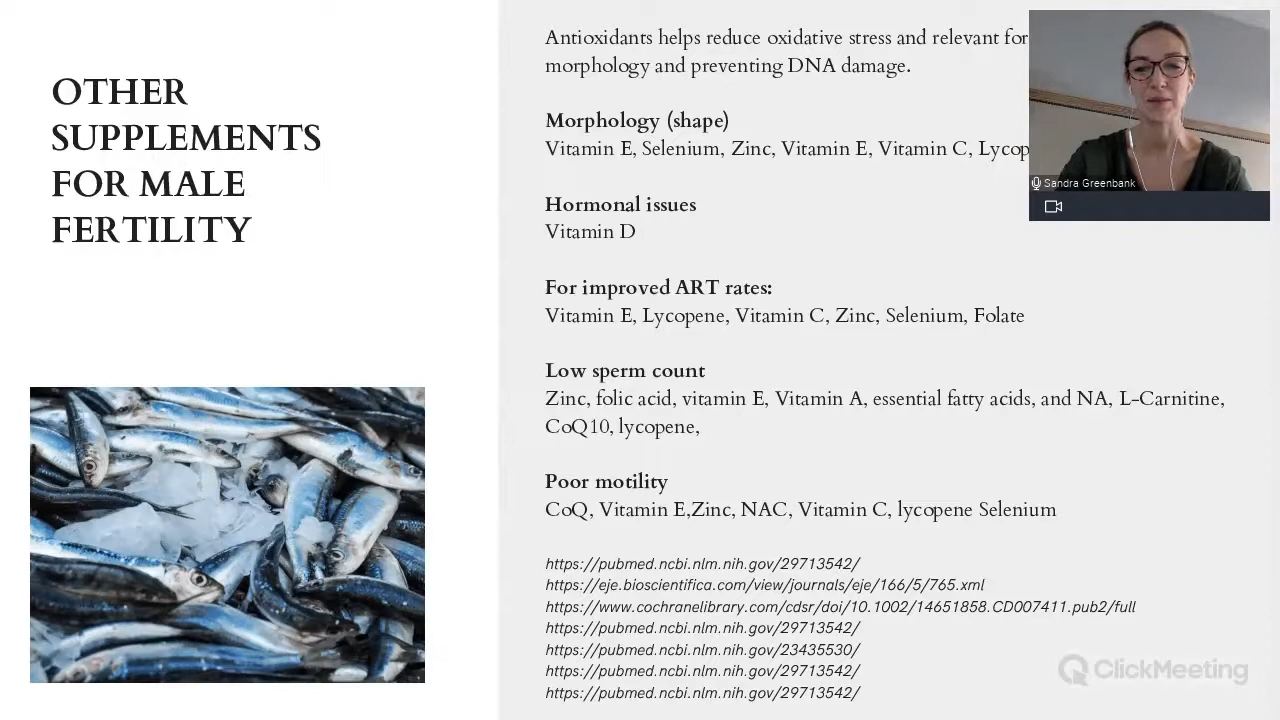 OTHER
SUPPLEMENTS
FOR MALE
FERTILITY
Antioxidants helps reduce oxidative stress and relevant for
morphology and preventing DNA damage.
Morphology (shape)
Vitamin E, Selenium, Zinc, Vitamin E, Vitamin C, Lycop
Hormonal issues
Vitamin D
For improved ART rates:
Vitamin E, Lycopene, Vitamin C, Zinc, Selenium, Folate
Low sperm count
Zinc, folic acid, vitamin E, Vitamin A, essential fatty acids, and NA, L-Carnitine,
CoQ10, lycopene,
Poor motility
CoQ, Vitamin E,Zinc, NAC, Vitamin C, lycopene Selenium
https://pubmed.ncbi.nlm.nih.gov/29713542/
https://eje.bioscientifica.com/view/journals/eje/166/5/765.xml
https://www.cochranelibrary.com/cdsr/doi/10.1002/14651858.CD007411.pub2/full
https://pubmed.ncbi.nlm.nih.gov/29713542/
https://pubmed.ncbi.nlm.nih.gov/23435530/
https://pubmed.ncbi.nlm.nih.gov/29713542/
https://pubmed.ncbi.nlm.nih.gov/29713542/
Sandra Greenbank
ClickMeeting